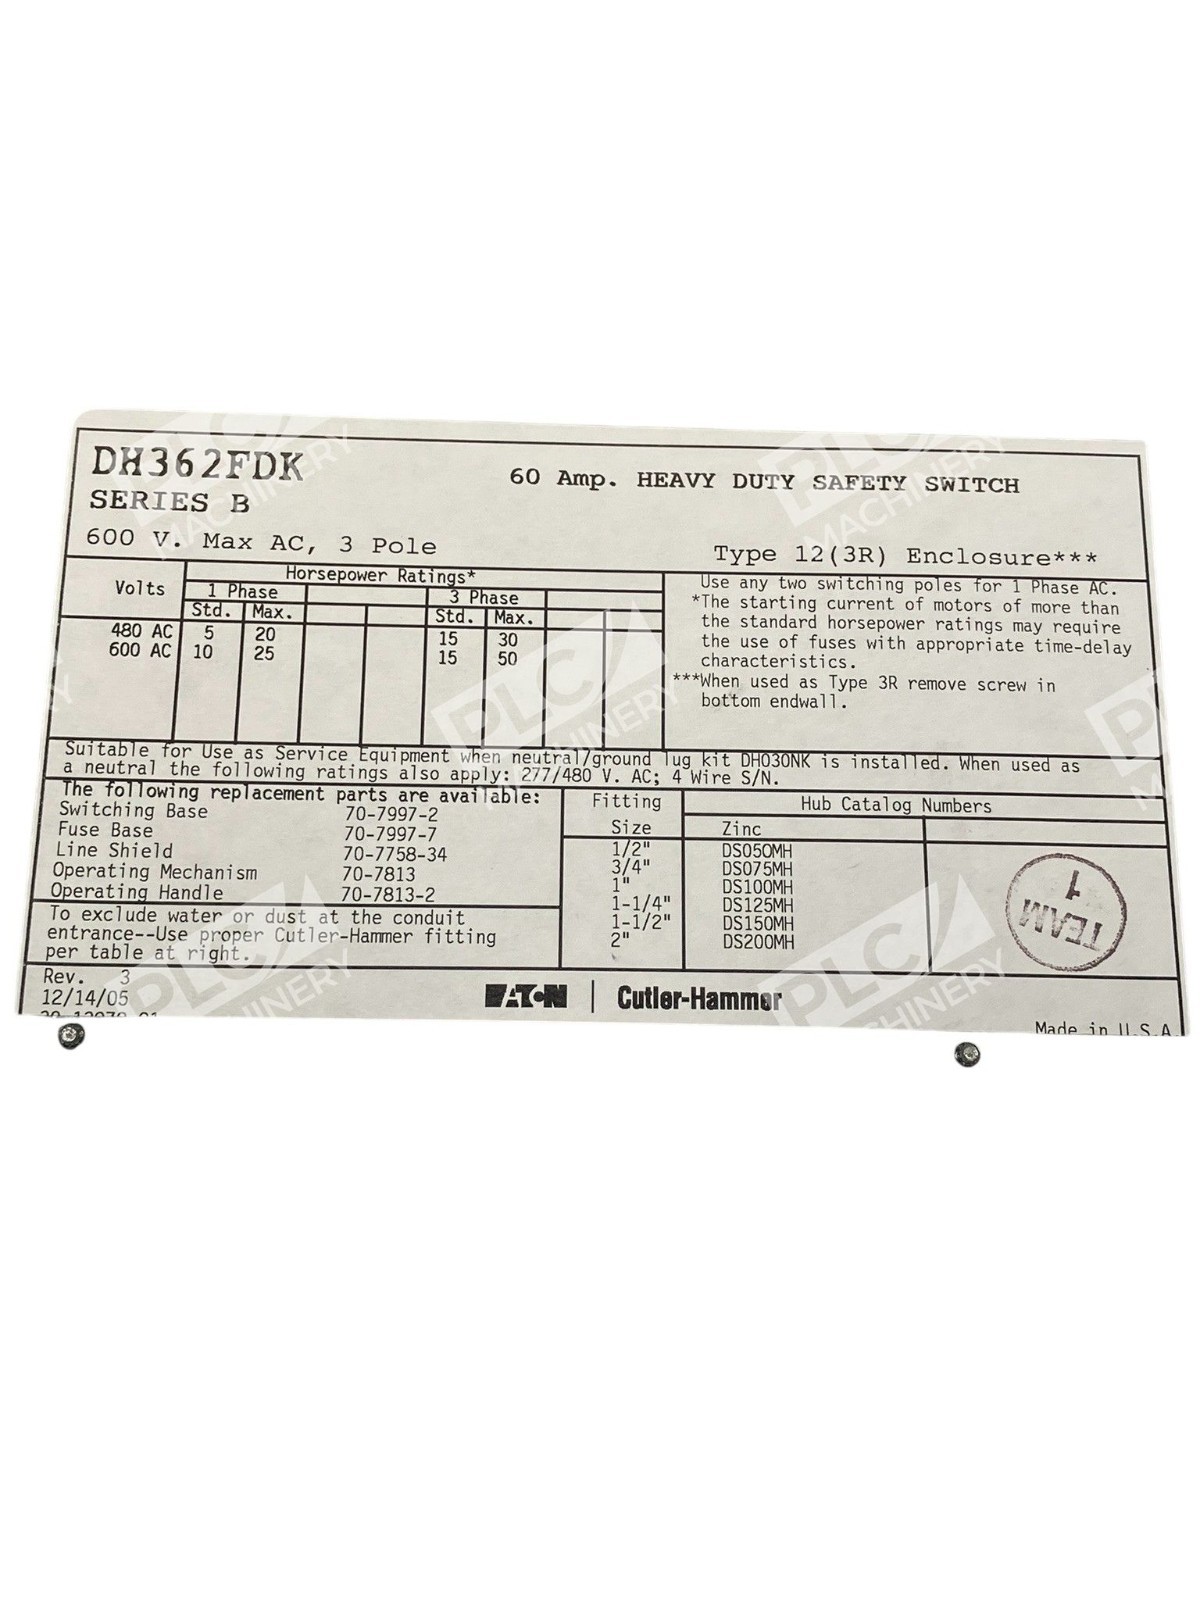 DH362FDK
60 Amp. HEAVY DUTY SAFETY SWITCH
SERIES B
600 V. Max AC, 3 Pole
Type 12(3R) Enclosure***
Volts
Horsepower Ratings*
1 Phase
3 Phase
Std. Max.
Std. Max.
480 AC 5 20 15 30
600 AC 10 25 15 50
Use any two switching poles for 1 Phase AC.
*The starting current of motors of more than
the standard horsepower ratings may require
the use of fuses with appropriate time-delay
characteristics.
***When used as Type 3R remove screw in
bottom endwall.
Suitable for Use as Service Equipment when neutral/ground lug kit DH030NK is installed. When used as
a neutral the following ratings also apply: 277/480 V. AC; 4 Wire S/N.
The following replacement parts are available:
Switching Base 70-7997-2
Fuse Base 70-7997-7
Line Shield 70-7758-34
Operating Mechanism 70-7813
Operating Handle 70-7813-2
To exclude water or dust at the conduit
entrance--Use proper Cutler-Hammer fitting
per table at right.
Fitting
Size
Hub Catalog Numbers
Zinc
1/2" DS050MH
3/4" DS075MH
1" DS100MH
1-1/4" DS125MH
1-1/2" DS150MH
2" DS200MH
TEAM
1
Rev. 3
12/14/05
EATON | Cutler-Hammer
Made in U.S.A
PLC MACHINERY
PLC MACHINERY
PLC MACHINERY
PLC MACHINERY
PLC MACHINERY